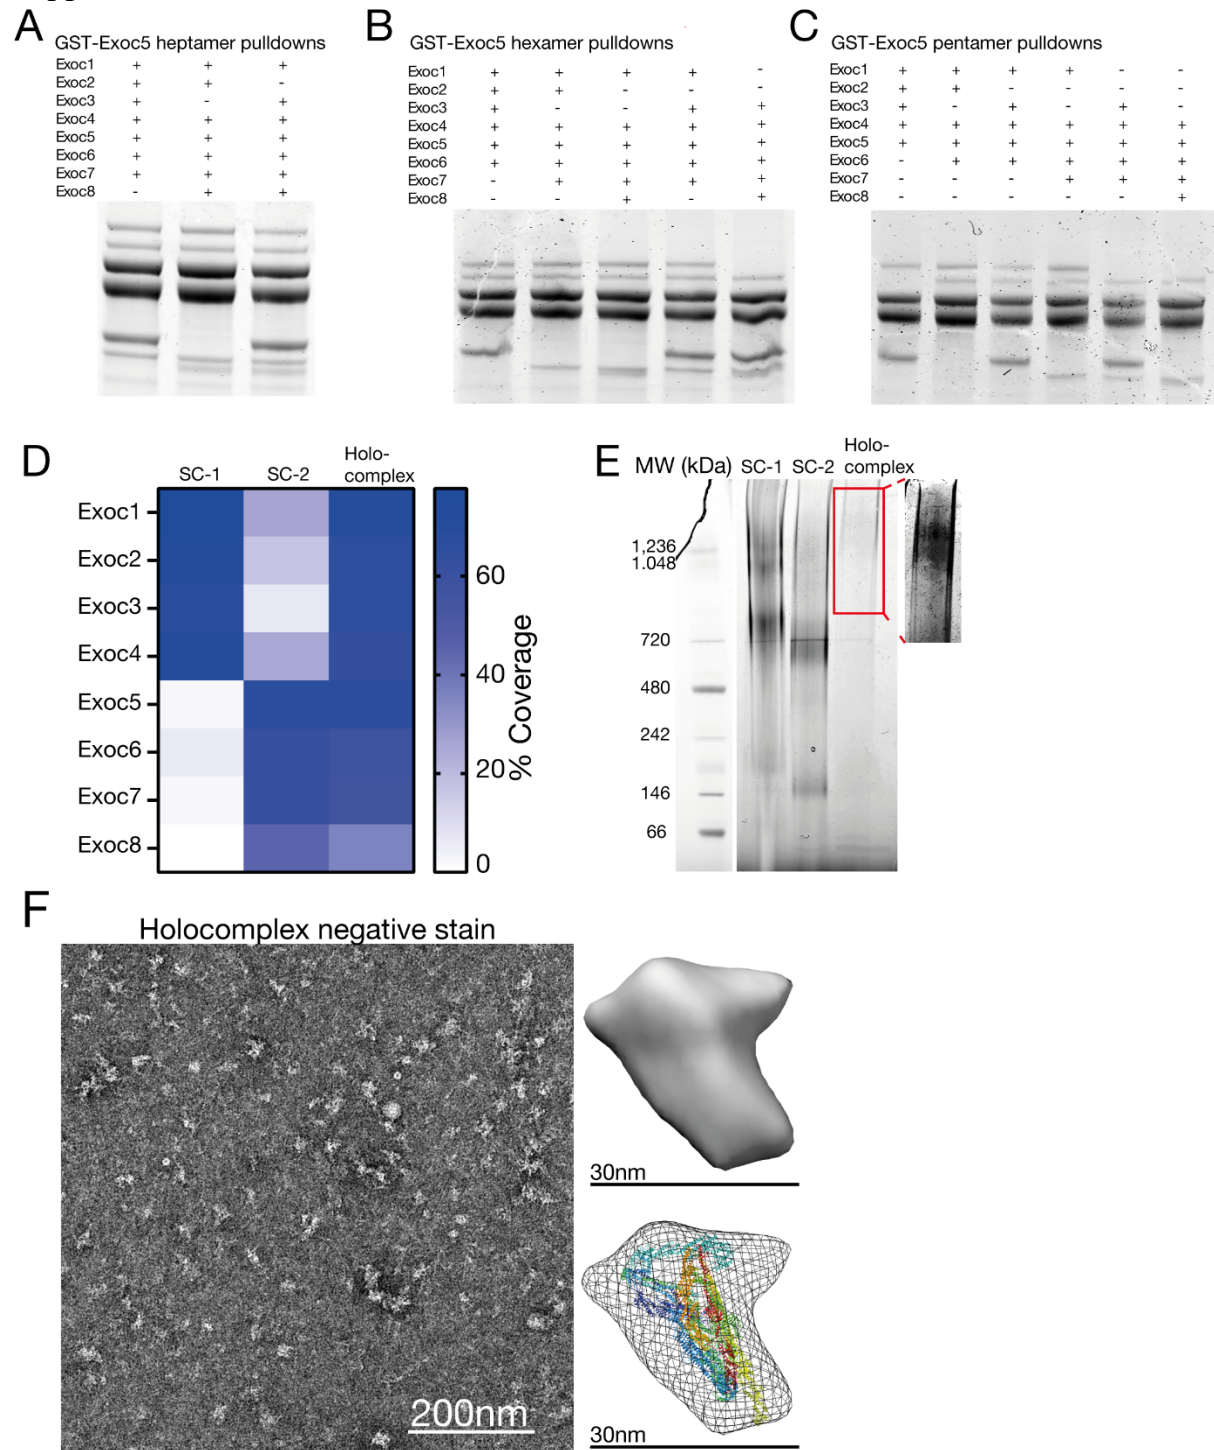 A
GST-Exoc5 heptamer pulldowns
Exoc1 + + +
Exoc2 + + -
Exoc3 + - +
Exoc4 + + +
Exoc5 + + +
Exoc6 + + +
Exoc7 + + +
Exoc8 - + +
B
GST-Exoc5 hexamer pulldowns
Exoc1 + + + + -
Exoc2 + + - - -
Exoc3 + - - + +
Exoc4 + + + + +
Exoc5 + + + + +
Exoc6 + + + + +
Exoc7 - + + + +
Exoc8 - - + - +
C
GST-Exoc5 pentamer pulldowns
Exoc1 + + + + - -
Exoc2 + + - - - -
Exoc3 + - + - + -
Exoc4 + + + + + +
Exoc5 + + + + + +
Exoc6 - + + + + +
Exoc7 - - - + + +
Exoc8 - - - - - +
D
SC-1 SC-2 Holo-
complex
Exoc1
Exoc2
Exoc3
Exoc4
Exoc5
Exoc6
Exoc7
Exoc8
60
40
20
0
% Coverage
E
MW (kDa) SC-1 SC-2 Holo-
complex
1,236
1.048
720
480
242
146
66
F
Holocomplex negative stain
200nm
30nm
30nm